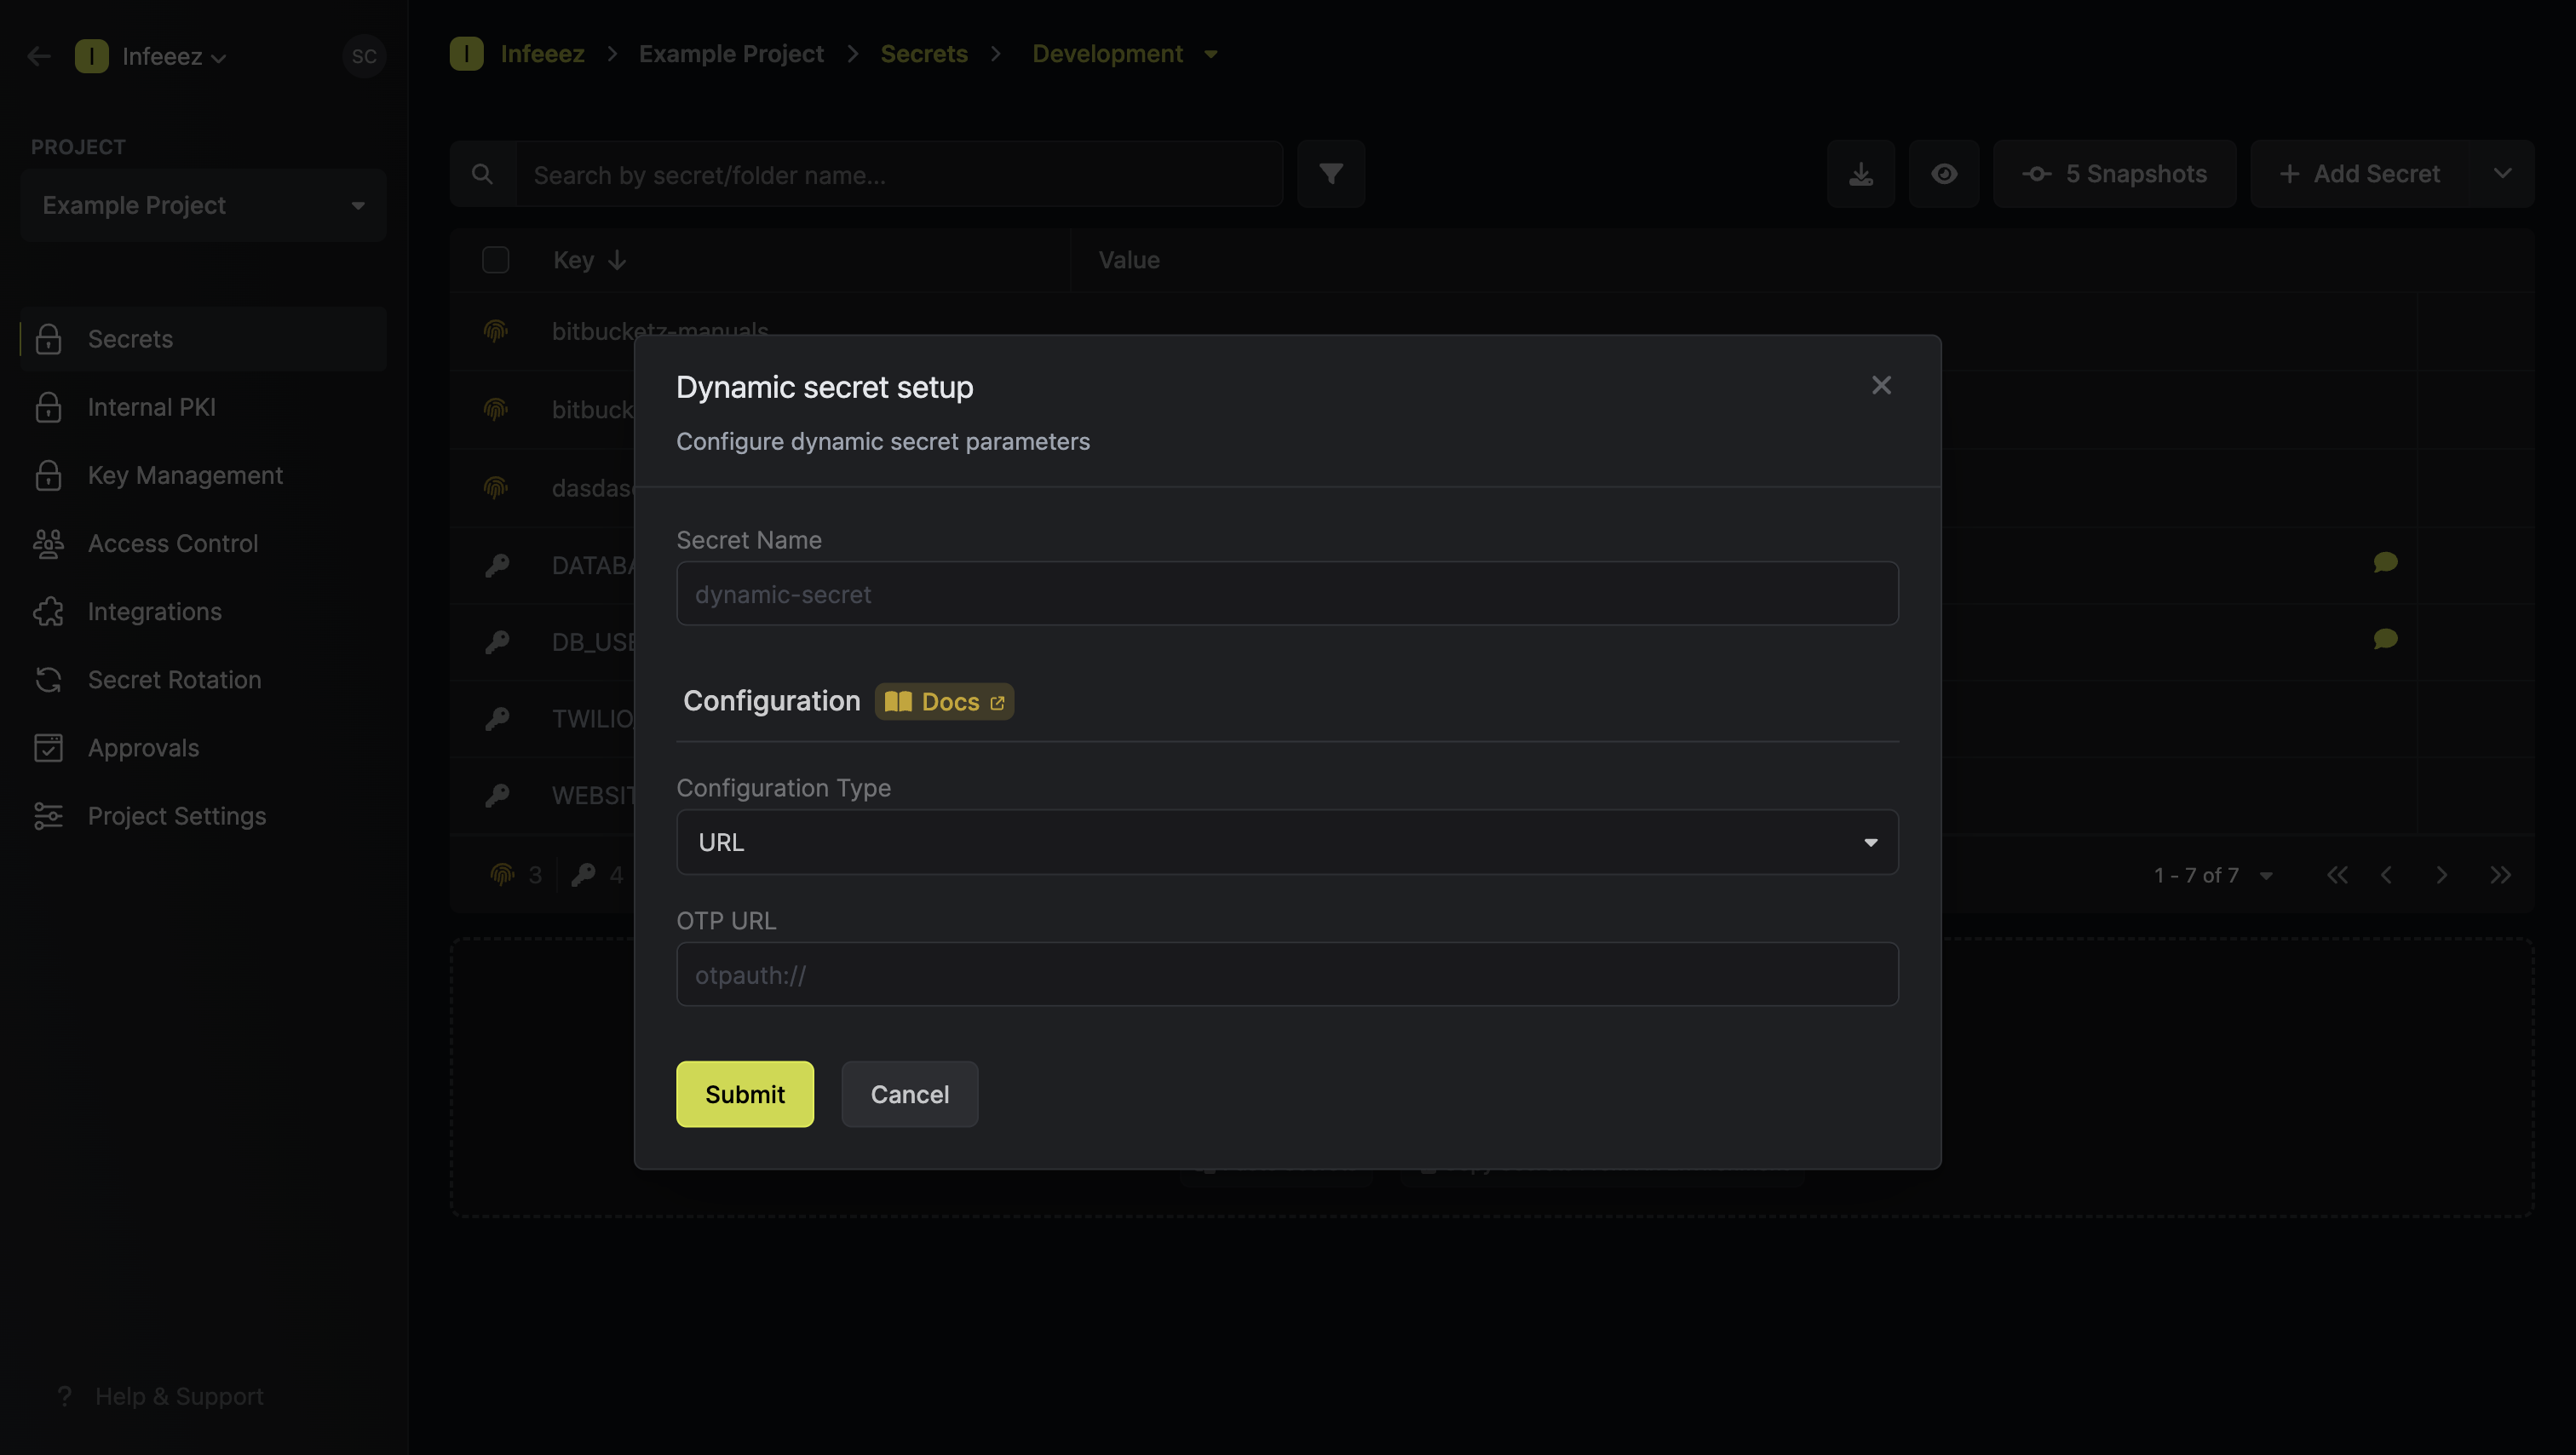 I Infeeez SC
PROJECT
Example Project
Secrets
Internal PKI
Key Management
Access Control
Integrations
Secret Rotation
Approvals
Project Settings
? Help & Support
I Infeeez > Example Project > Secrets > Development
Search by secret/folder name...
5 Snapshots
+ Add Secret
Key
Value
bitbucketz-manuals
bitbuck
dasdas
DATABA
DB_USE
TWILIO
WEBSIT
3 4
1 - 7 of 7
Dynamic secret setup
Configure dynamic secret parameters
Secret Name
dynamic-secret
Configuration Docs
Configuration Type
URL
OTP URL
otpauth://
Submit
Cancel